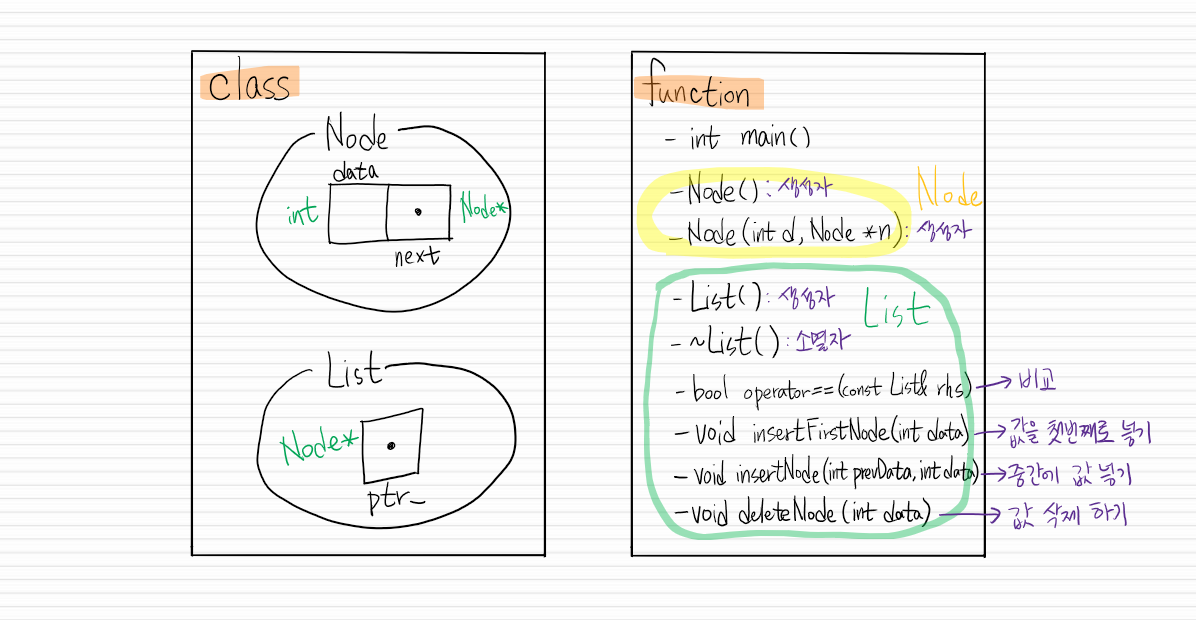 class
Node
data
int
Node*
next
List
Node*
ptr_
function
- int main()
- Node() : 생성자
Node
- Node(int d, Node *n) : 생성자
- List() : 생성자
List
- ~List() : 소멸자
- bool operator==(const List& rhs) → 비교
- void insertFirstNode(int data) → 값을 첫번째로 넣기
- void insertNode(int prevData, int data) → 중간에 값 넣기
- void deleteNode(int data) → 값 삭제 하기